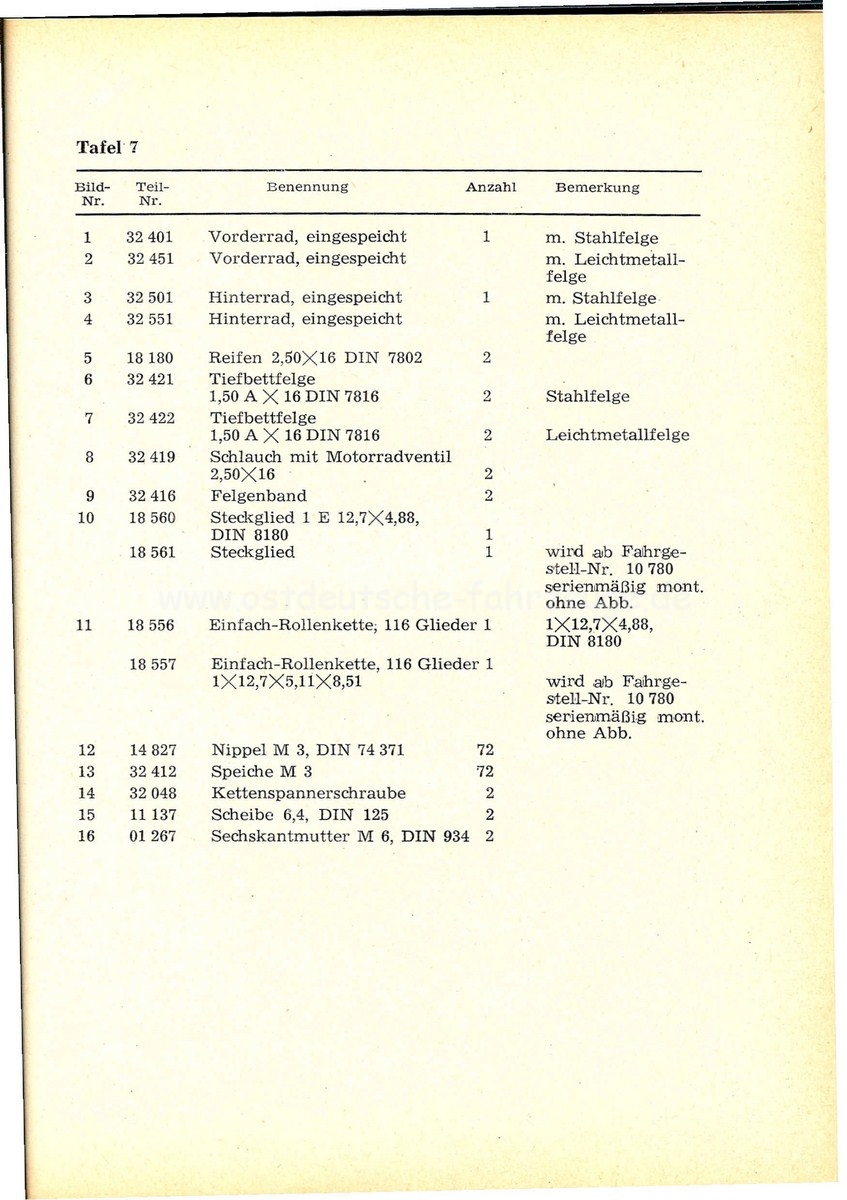 Tafel 7
Bild- Teil- Benennung Anzahl Bemerkung
Nr. Nr.
1 32 401 Vorderrad, eingespeicht 1 m. Stahlfelge
2 32 451 Vorderrad, eingespeicht m. Leichtmetall-
felge
3 32 501 Hinterrad, eingespeicht 1 m. Stahlfelge
4 32 551 Hinterrad, eingespeicht m. Leichtmetall-
felge
5 18 180 Reifen 2,50×16 DIN 7802 2
6 32 421 Tiefbettfelge
1,50 A × 16 DIN 7816 2 Stahlfelge
7 32 422 Tiefbettfelge
1,50 A × 16 DIN 7816 2 Leichtmetallfelge
8 32 419 Schlauch mit Motorradventil
2,50×16 2
9 32 416 Felgenband 2
10 18 560 Steckglied 1 E 12,7×4,88,
DIN 8180 1
18 561 Steckglied 1 wird ab Fahrge-
stell-Nr. 10 780
serienmäßig mont.
ohne Abb.
11 18 556 Einfach-Rollenkette, 116 Glieder 1 1×12,7×4,88,
DIN 8180
18 557 Einfach-Rollenkette, 116 Glieder 1
1×12,7×5,11×8,51 wird ab Fahrge-
stell-Nr. 10 780
serienmäßig mont.
ohne Abb.
12 14 827 Nippel M 3, DIN 74 371 72
13 32 412 Speiche M 3 72
14 32 048 Kettenspannerschraube 2
15 11 137 Scheibe 6,4, DIN 125 2
16 01 267 Sechskantmutter M 6, DIN 934 2